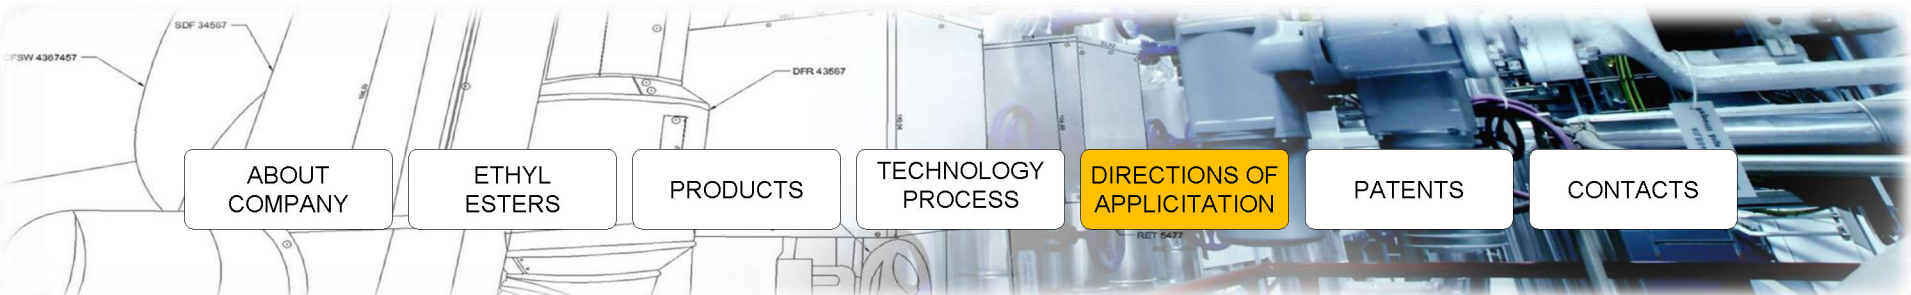 SDF 34567
FSW 4367457
DFR 43567
ABOUT
COMPANY
ETHYL
ESTERS
PRODUCTS
TECHNOLOGY
PROCESS
DIRECTIONS OF
APPLICITATION
PATENTS
CONTACTS
RET 5477